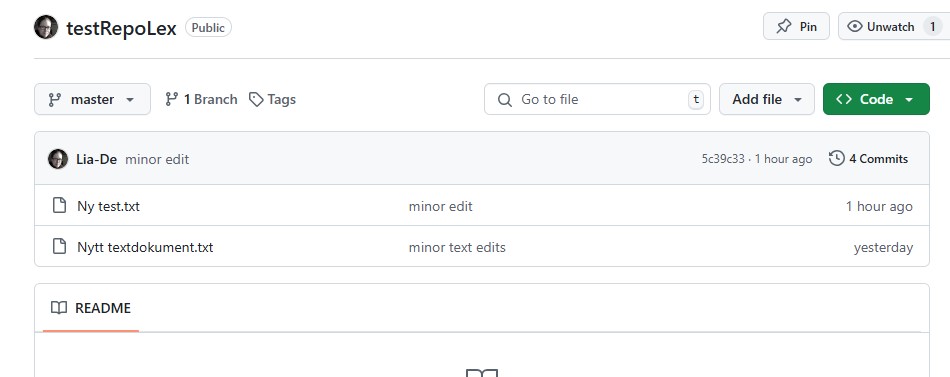 testRepoLex Public Pin Unwatch 1
master 1 Branch Tags Go to file t Add file Code
Lia-De minor edit 5c39c33 · 1 hour ago 4 Commits
Ny test.txt minor edit 1 hour ago
Nytt textdokument.txt minor text edits yesterday
README